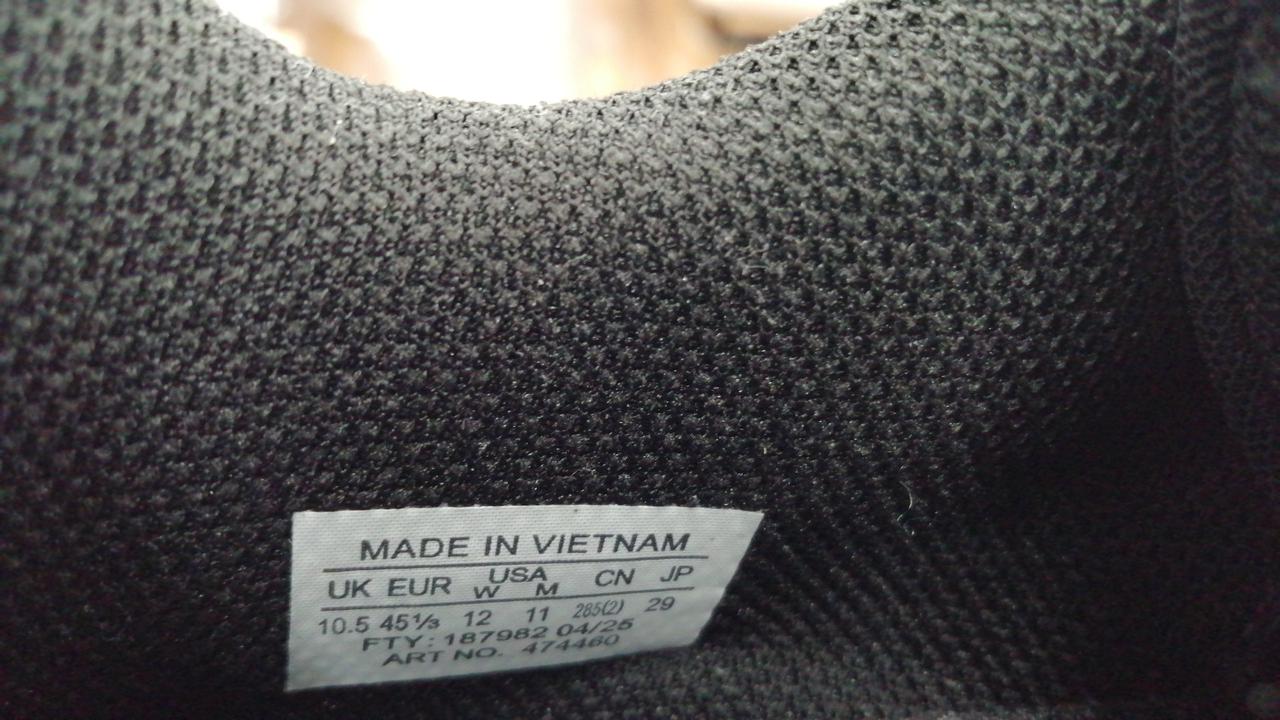 MADE IN VIETNAM
UK EUR USA CN JP
W M
10.5 45⅓ 12 11 285(2) 29
FTY: 187982 04/25
ART NO. 474460